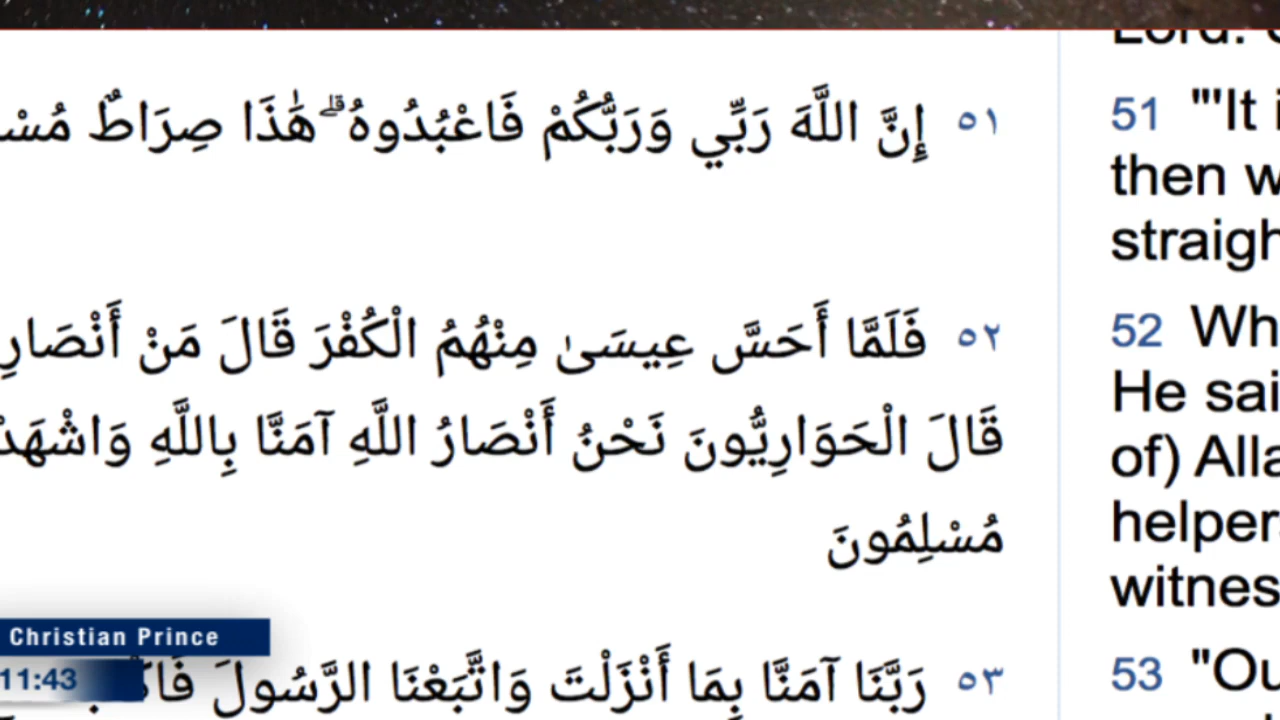 ٥١ إِنَّ اللَّهَ رَبِّي وَرَبُّكُمْ فَاعْبُدُوهُ ۗ هَٰذَا صِرَاطٌ
٥٢ فَلَمَّا أَحَسَّ عِيسَىٰ مِنْهُمُ الْكُفْرَ قَالَ مَنْ
قَالَ الْحَوَارِيُّونَ نَحْنُ أَنْصَارُ اللَّهِ آمَنَّا بِاللَّهِ
مُسْلِمُونَ
٥٣ رَبَّنَا آمَنَّا بِمَا أَنْزَلْتَ وَاتَّبَعْنَا الرَّسُولَ
51 "'It
then
straigh
52 Wh
He sai
of) Alla
helper
witnes
53 "Ou
Christian Prince
11:43